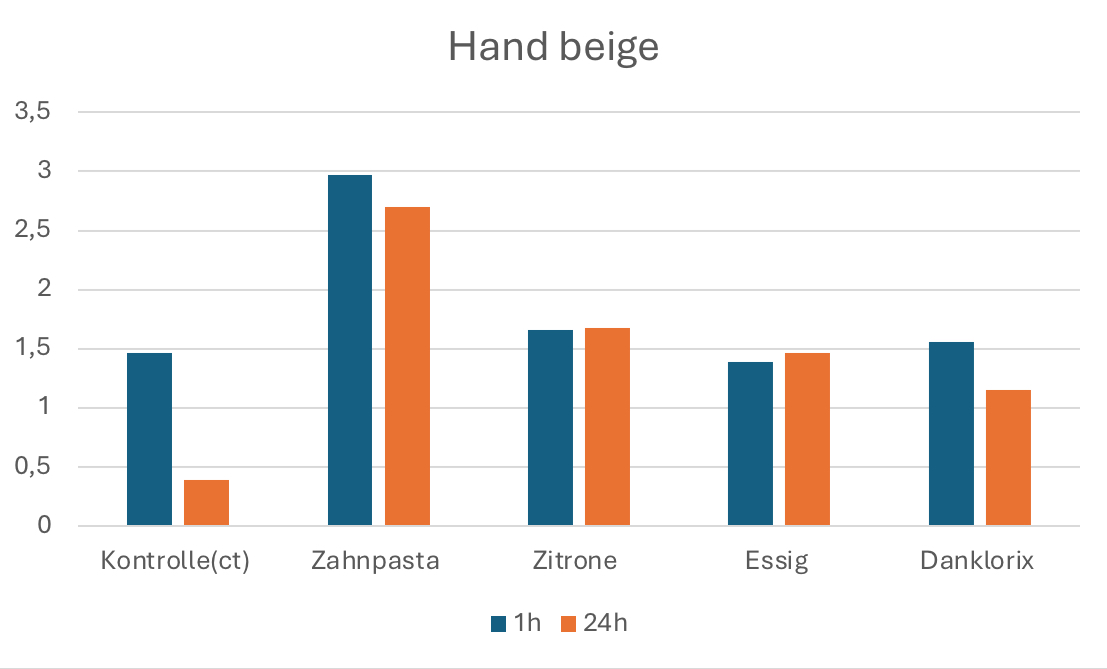 Hand beige
3,5
3
2,5
2
1,5
1
0,5
0
Kontrolle(ct) Zahnpasta Zitrone Essig Danklorix
1h 24h